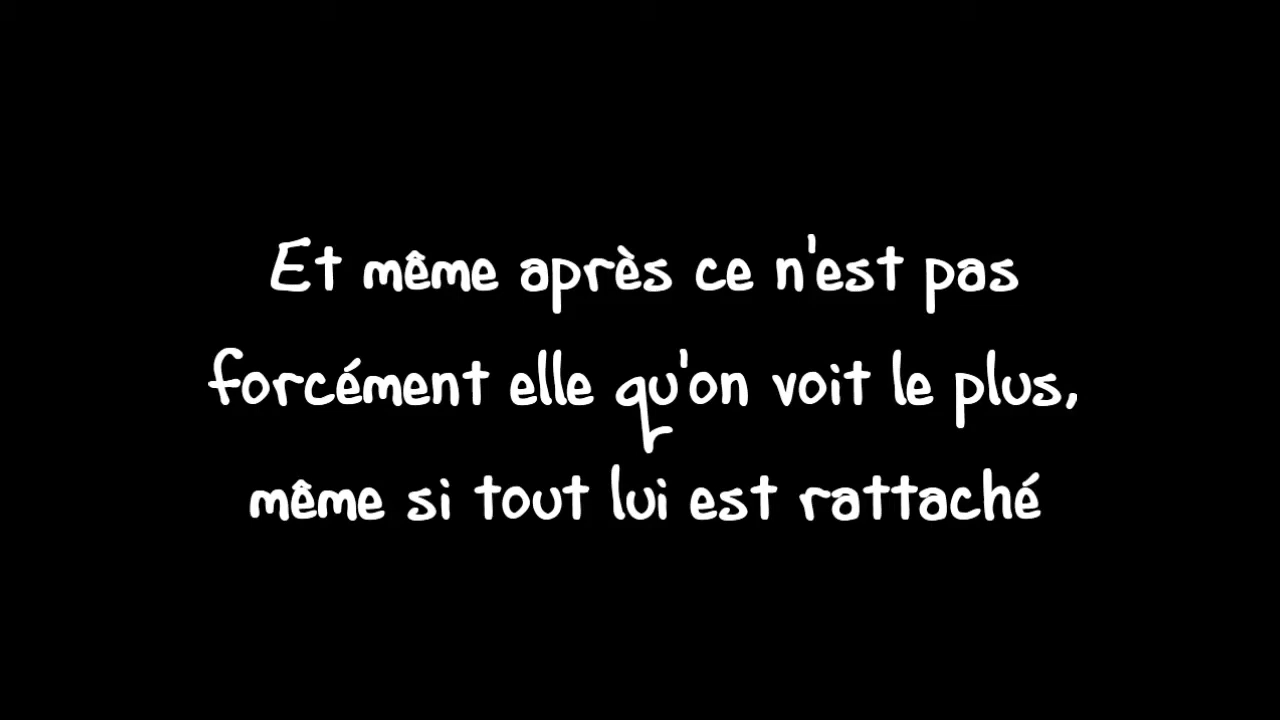 Et même après ce n'est pas
forcément elle qu'on voit le plus,
même si tout lui est rattaché